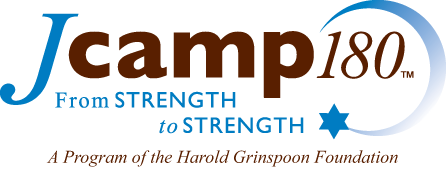 Jcamp180™
From STRENGTH
to STRENGTH
A Program of the Harold Grinspoon Foundation